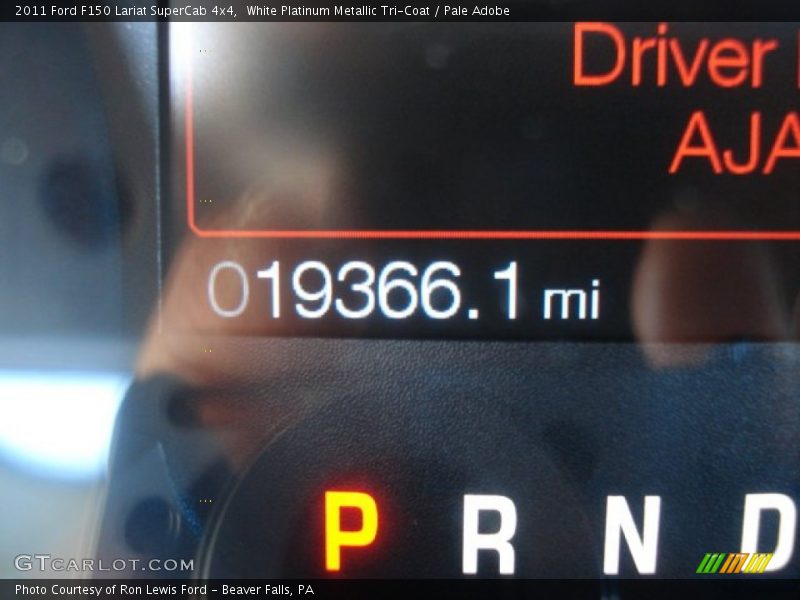 2011 Ford F150 Lariat SuperCab 4x4, White Platinum Metallic Tri-Coat / Pale Adobe
Driver
AJA
019366.1 mi
P R N D
GTCARLOT.COM
Photo Courtesy of Ron Lewis Ford - Beaver Falls, PA